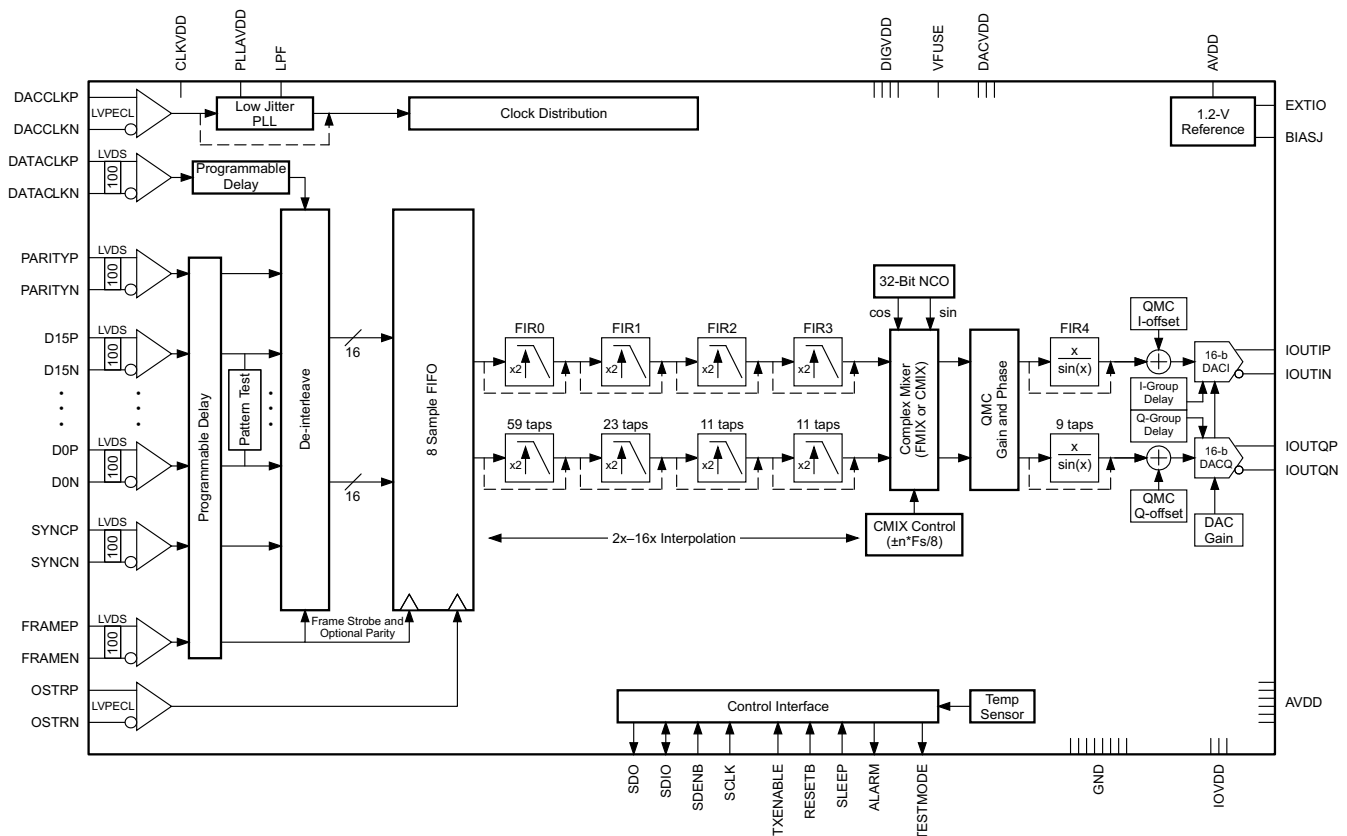 CLKVDD
PLLAVDD
LPF
DIGVDD
VFUSE
DACVDD
AVDD
DACCLKP
LVPECL
DACCLKN
Low Jitter
PLL
Clock Distribution
1.2-V
Reference
EXTIO
BIASJ
DATACLKP
LVDS
100
DATACLKN
Programmable
Delay
PARITYP
LVDS
100
PARITYN
D15P
LVDS
100
D15N
D0P
LVDS
100
D0N
SYNCP
LVDS
100
SYNCN
FRAMEP
LVDS
100
FRAMEN
OSTRP
LVPECL
OSTRN
Programmable Delay
Pattern Test
De-interleave
16
16
8 Sample FIFO
Frame Strobe and
Optional Parity
FIR0
x2
FIR1
x2
FIR2
x2
FIR3
x2
59 taps
x2
23 taps
x2
11 taps
x2
11 taps
x2
2x–16x Interpolation
32-Bit NCO
cos
sin
Complex Mixer
(FMIX or CMIX)
CMIX Control
(±n*Fs/8)
QMC
Gain and Phase
FIR4
x
sin(x)
9 taps
x
sin(x)
QMC
I-offset
16-b
DACI
IOUTIP
IOUTIN
I-Group
Delay
Q-Group
Delay
16-b
DACQ
IOUTQP
IOUTQN
QMC
Q-offset
DAC
Gain
Control Interface
Temp
Sensor
AVDD
SDO
SDIO
SDENB
SCLK
TXENABLE
RESETB
SLEEP
ALARM
TESTMODE
GND
IOVDD